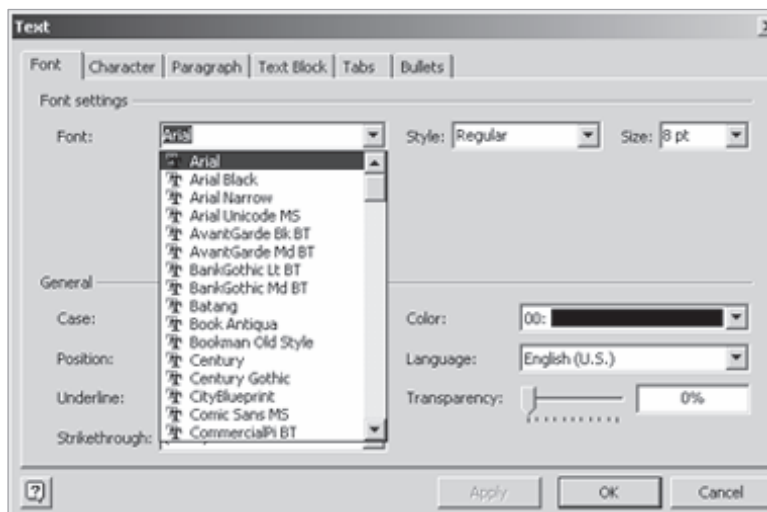 Text
Font Character Paragraph Text Block Tabs Bullets
Font settings
Font: Arial Style: Regular Size: 8 pt
Arial
Arial Black
Arial Narrow
Arial Unicode MS
AvantGarde Bk BT
AvantGarde Md BT
BankGothic Lt BT
BankGothic Md BT
Batang
Book Antiqua
Bookman Old Style
Century
Century Gothic
CityBlueprint
Comic Sans MS
CommercialPi BT
General
Case: Color: 00:
Position: Language: English (U.S.)
Underline: Transparency: 0%
Strikethrough:
Apply OK Cancel